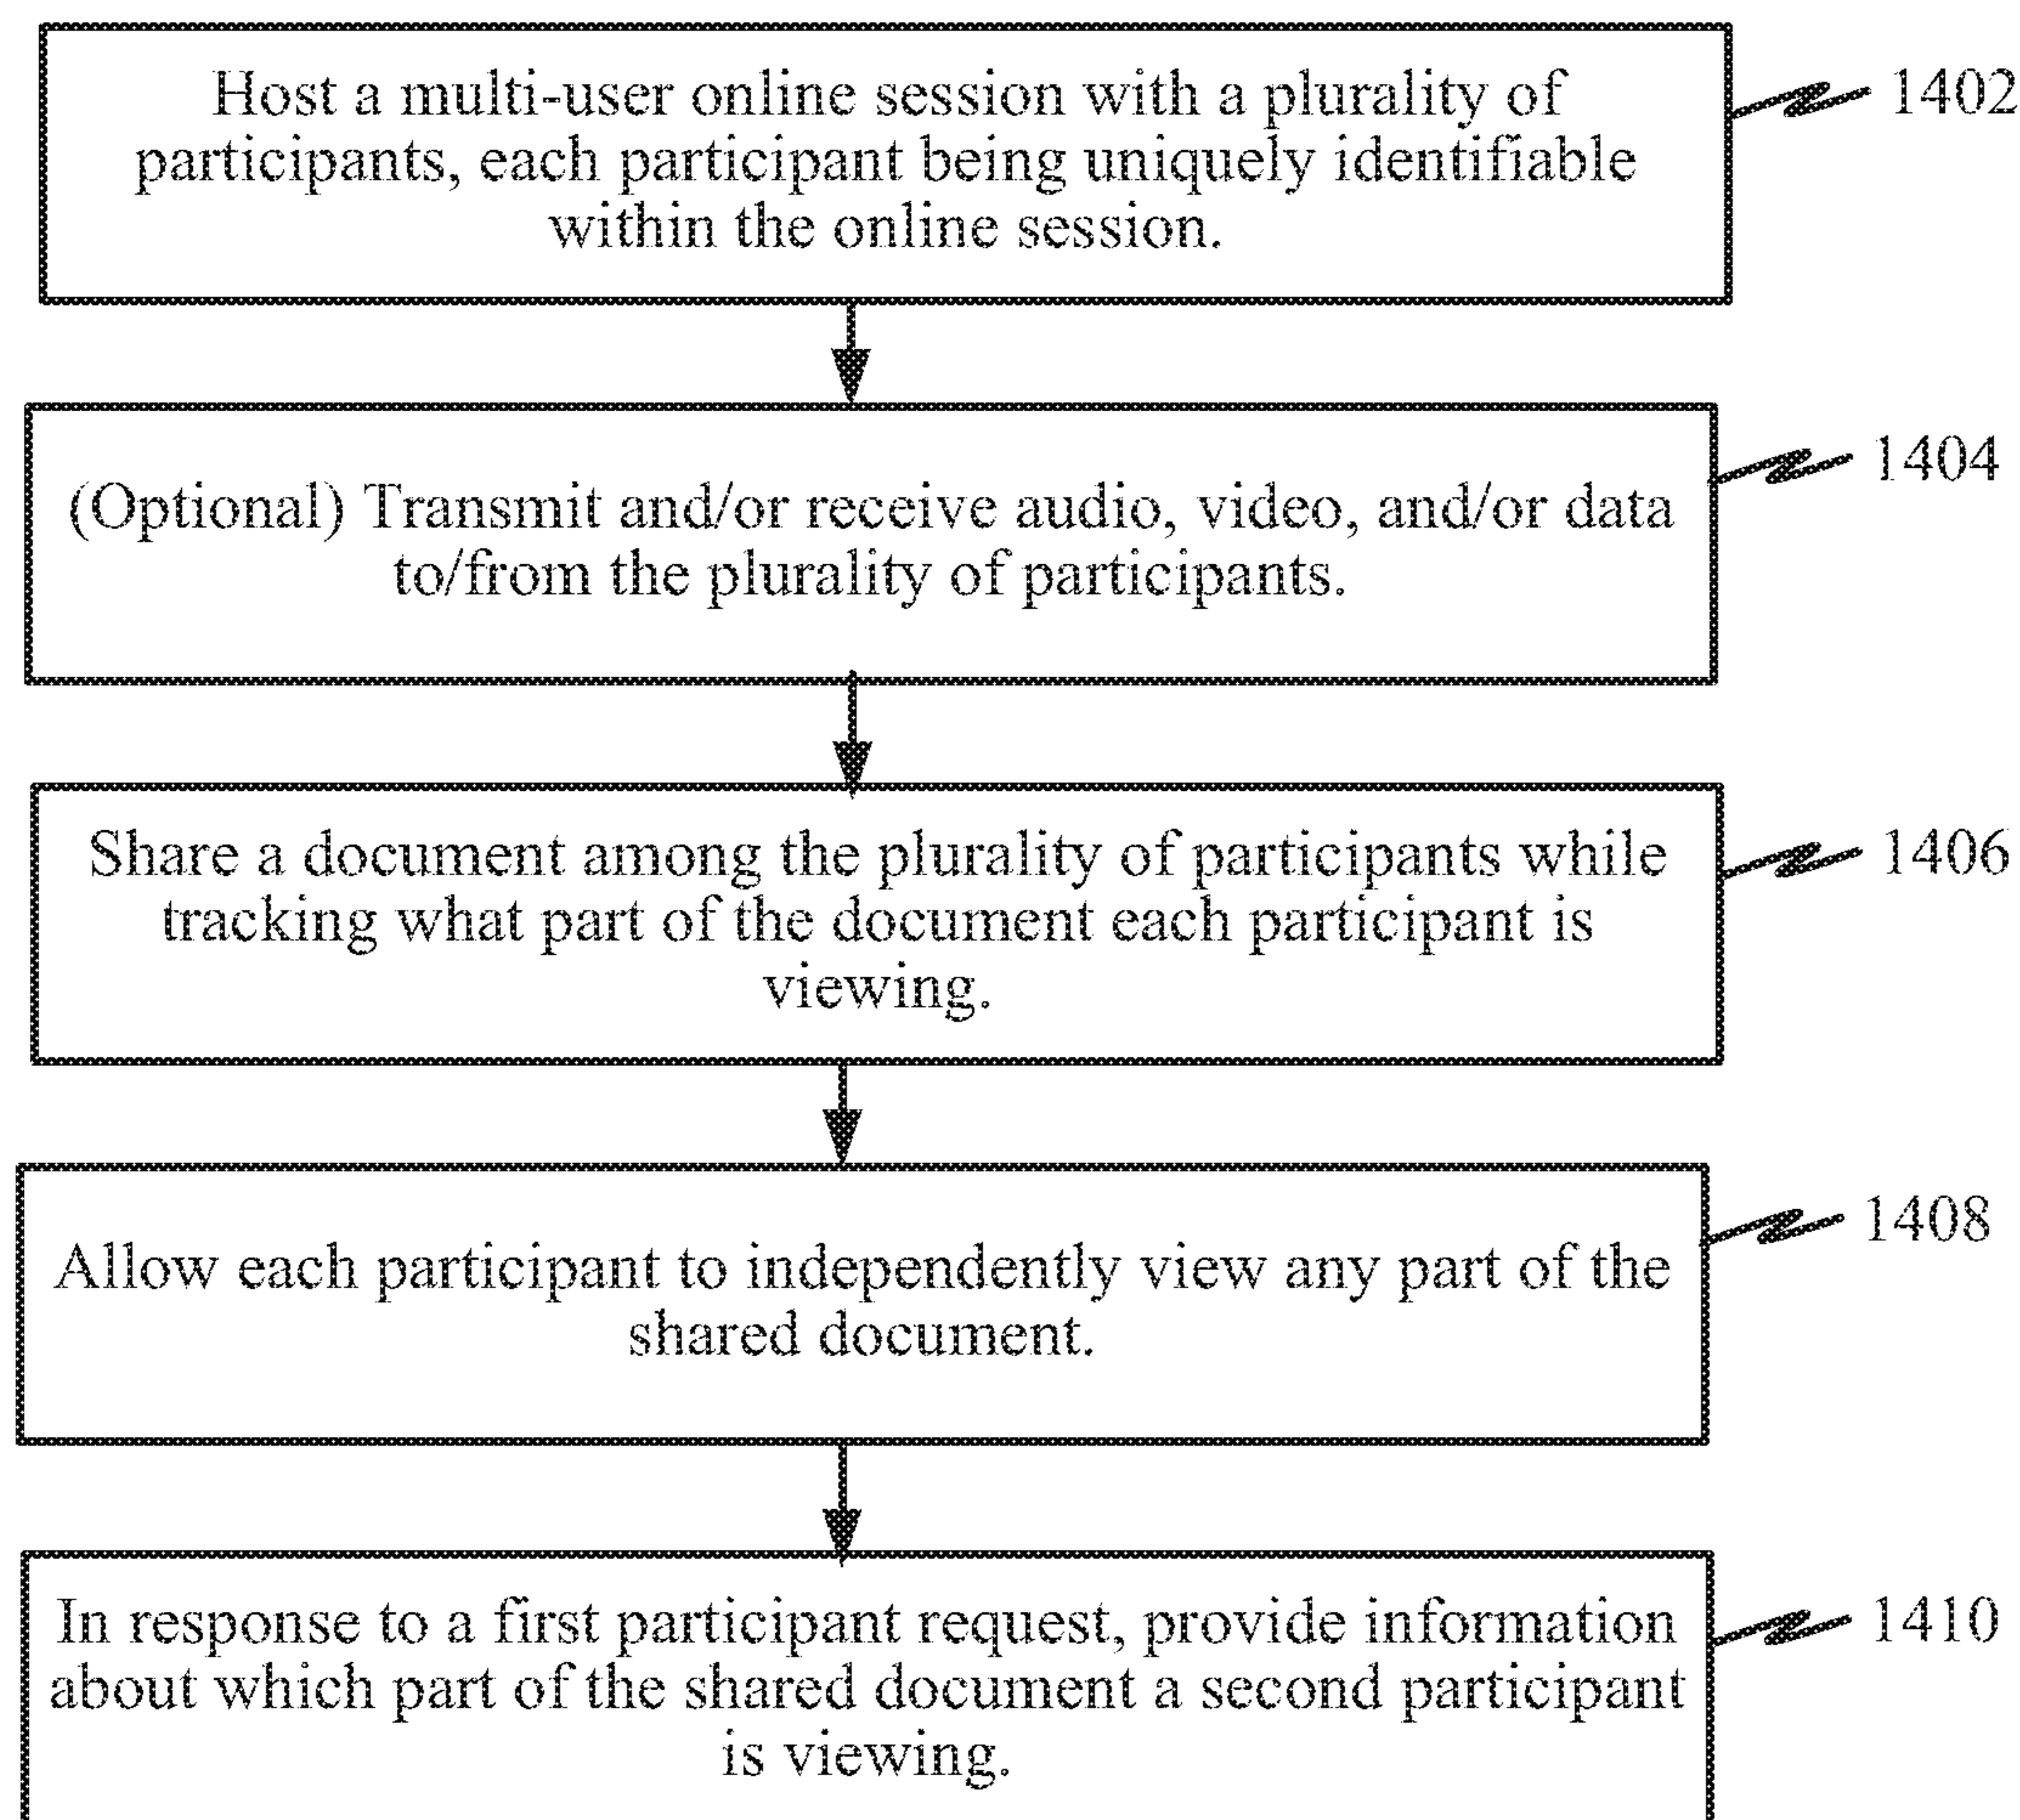 Host a multi-user online session with a plurality of
participants, each participant being uniquely identifiable
within the online session.
1402
(Optional) Transmit and/or receive audio, video, and/or data
to/from the plurality of participants.
1404
Share a document among the plurality of participants while
tracking what part of the document each participant is
viewing.
1406
Allow each participant to independently view any part of the
shared document.
1408
In response to a first participant request, provide information
about which part of the shared document a second participant
is viewing.
1410